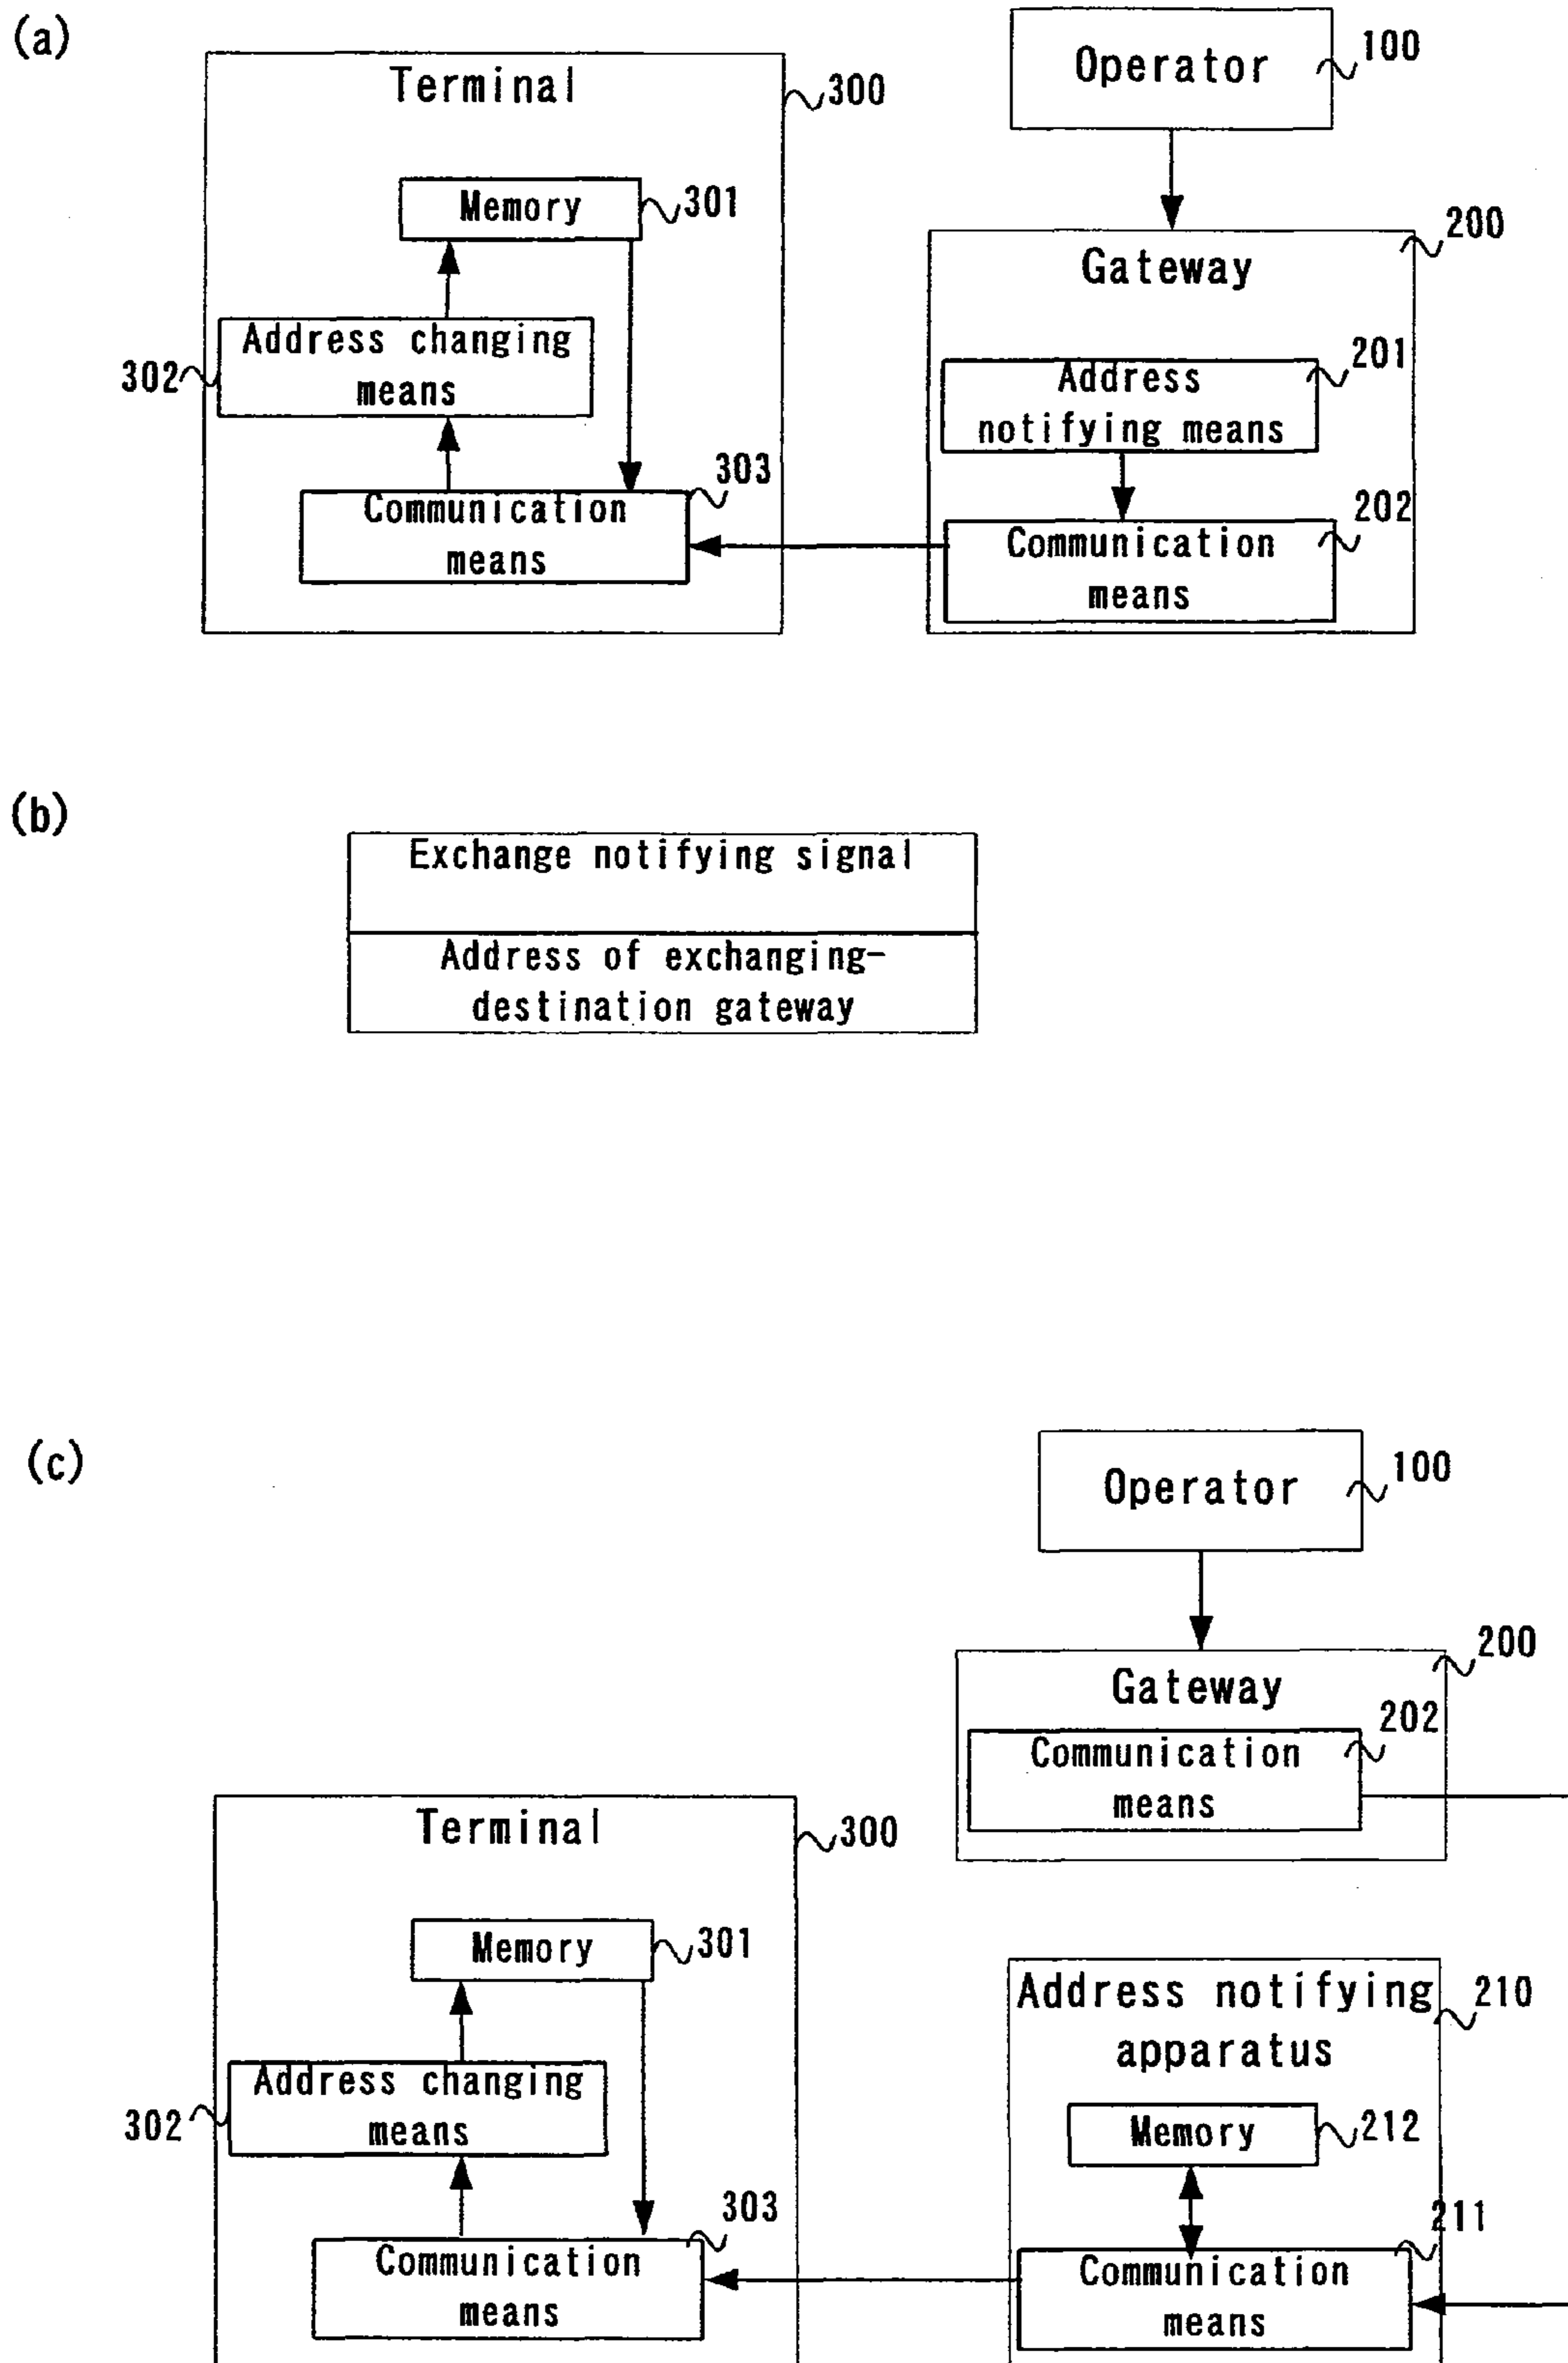 (a)
Operator
100
Terminal
300
Memory
301
200
Gateway
Address changing
means
302
201
Address
notifying means
303
Communication
means
202
Communication
means
(b)
Exchange notifying signal
Address of exchanging-
destination gateway
(c)
Operator
100
200
Gateway
202
Communication
means
Terminal
300
Memory
301
Address notifying
apparatus
210
Address changing
means
302
Memory
212
303
Communication
means
211
Communication
means